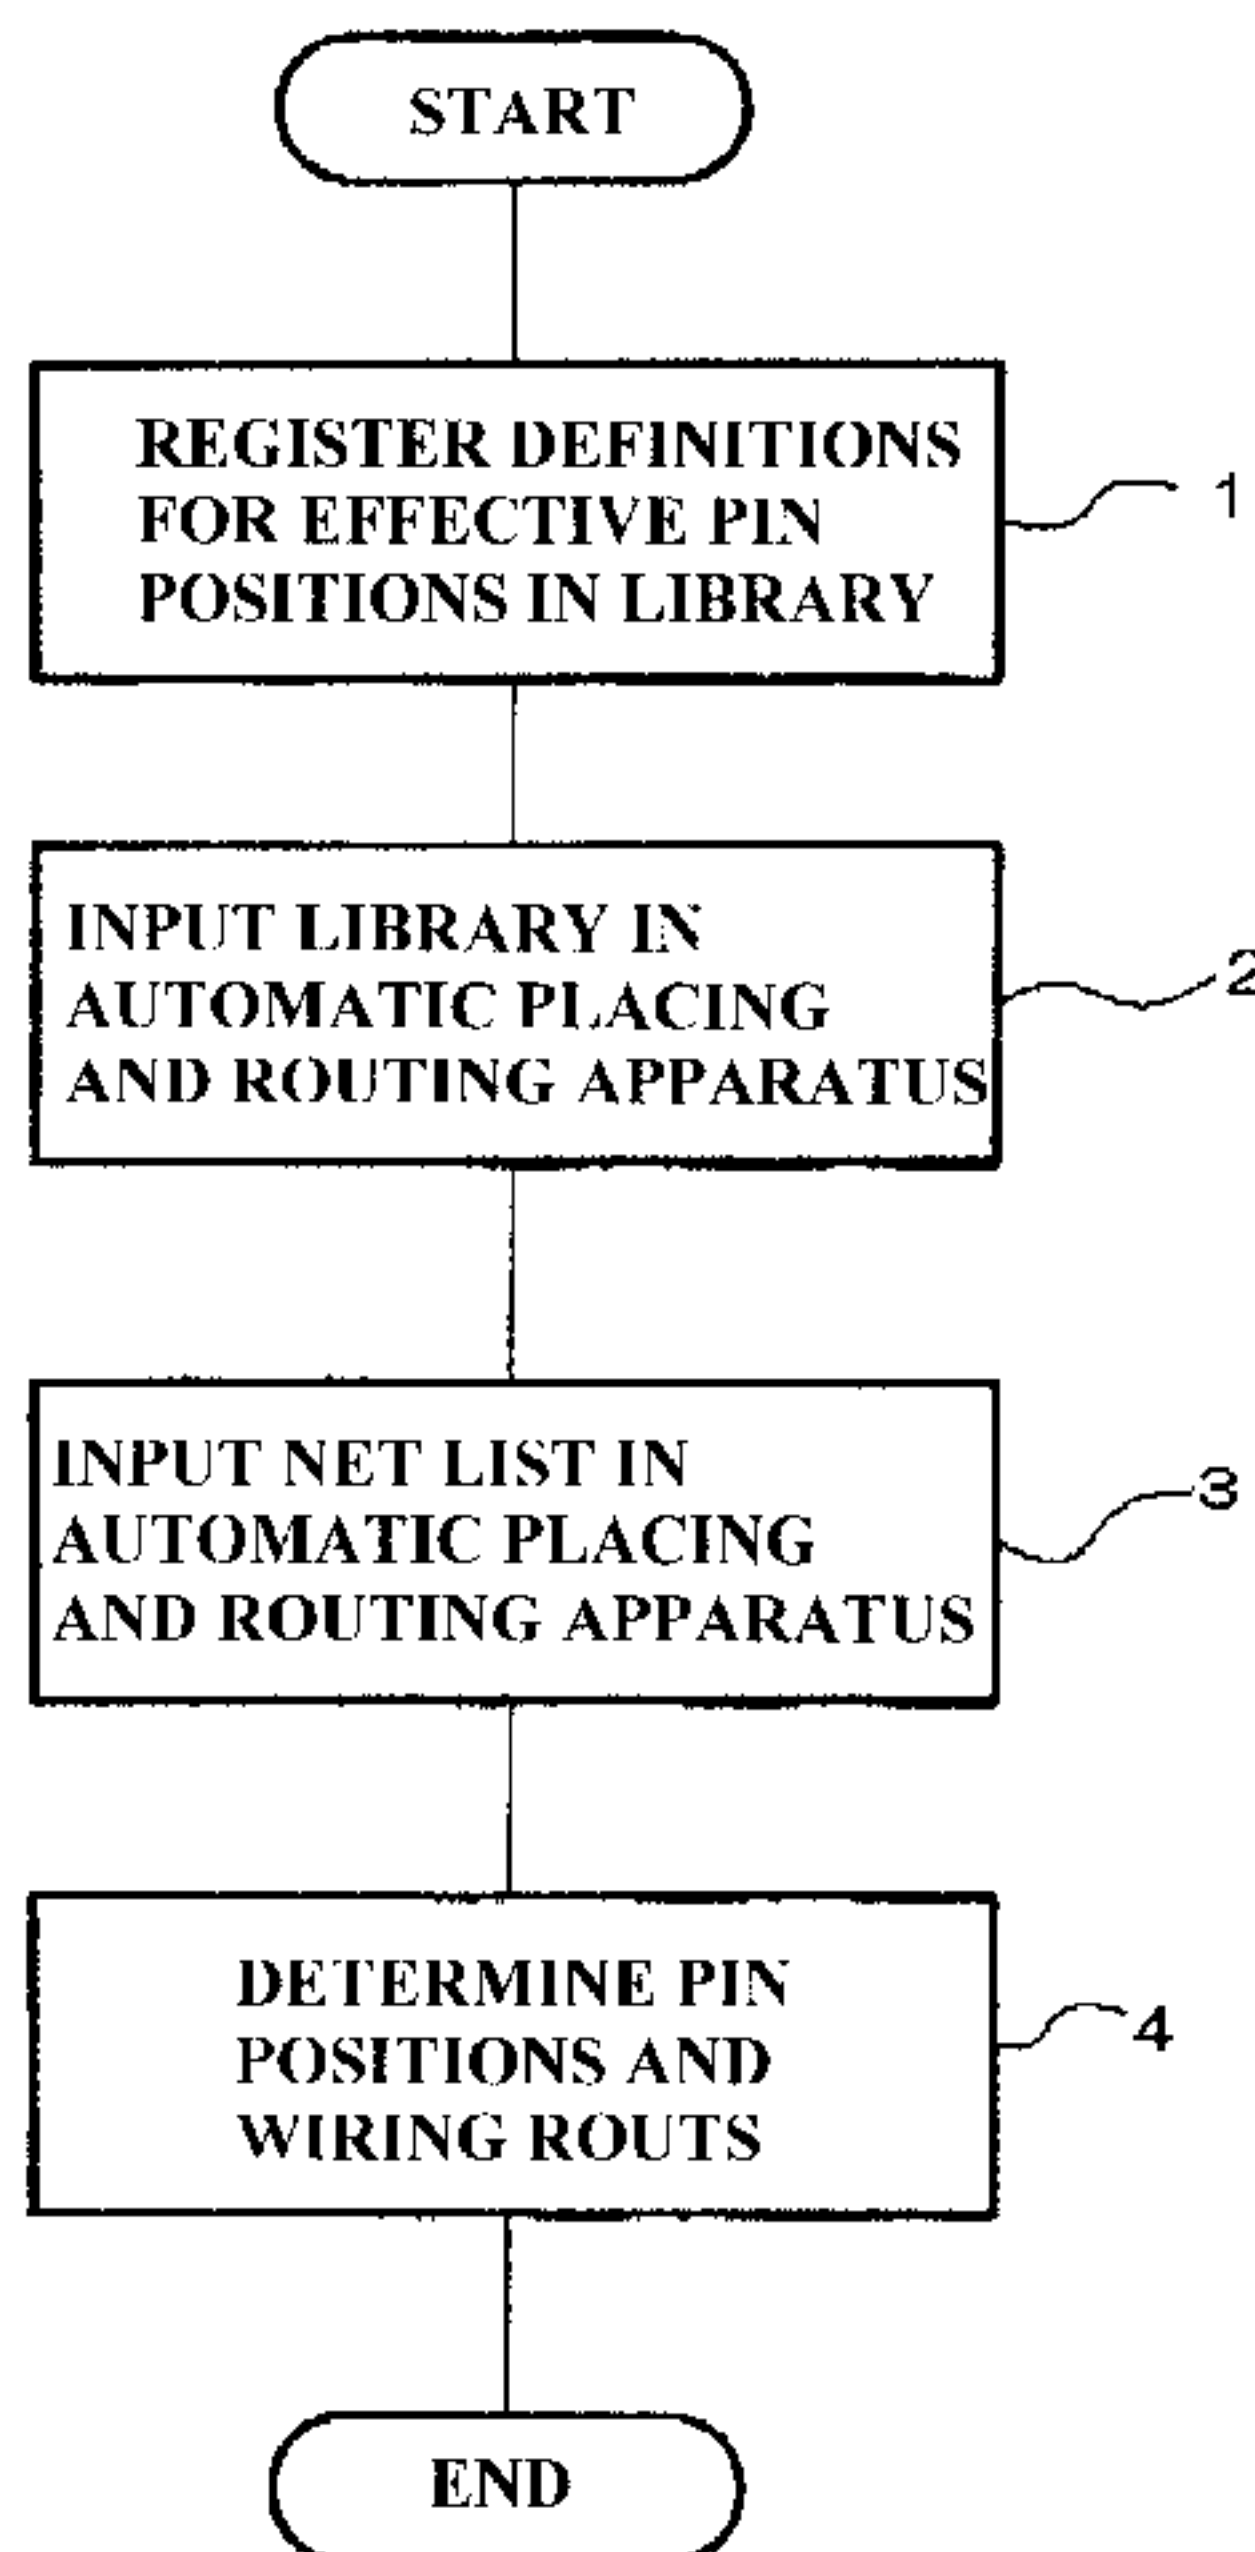 START
REGISTER DEFINITIONS
FOR EFFECTIVE PIN
POSITIONS IN LIBRARY
1
INPUT LIBRARY IN
AUTOMATIC PLACING
AND ROUTING APPARATUS
2
INPUT NET LIST IN
AUTOMATIC PLACING
AND ROUTING APPARATUS
3
DETERMINE PIN
POSITIONS AND
WIRING ROUTS
4
END